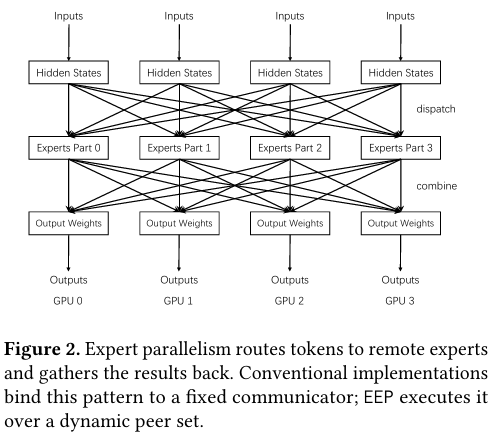 Inputs Inputs Inputs Inputs
Hidden States Hidden States Hidden States Hidden States
dispatch
Experts Part 0 Experts Part 1 Experts Part 2 Experts Part 3
combine
Output Weights Output Weights Output Weights Output Weights
Outputs Outputs Outputs Outputs
GPU 0 GPU 1 GPU 2 GPU 3
Figure 2. Expert parallelism routes tokens to remote experts
and gathers the results back. Conventional implementations
bind this pattern to a fixed communicator; EEP executes it
over a dynamic peer set.